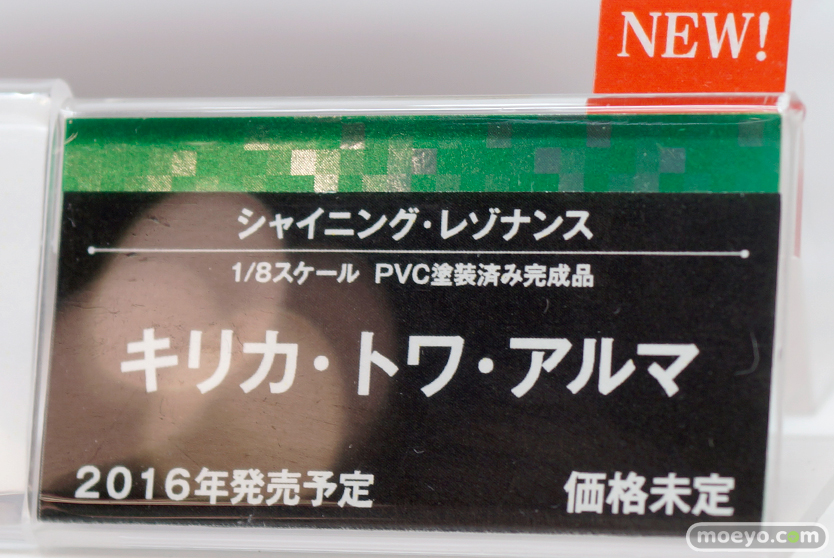 NEW!
シャイニング・レゾナンス
1/8スケール PVC塗装済み完成品
キリカ・トワ・アルマ
2016年発売予定 価格未定
moeyo.com